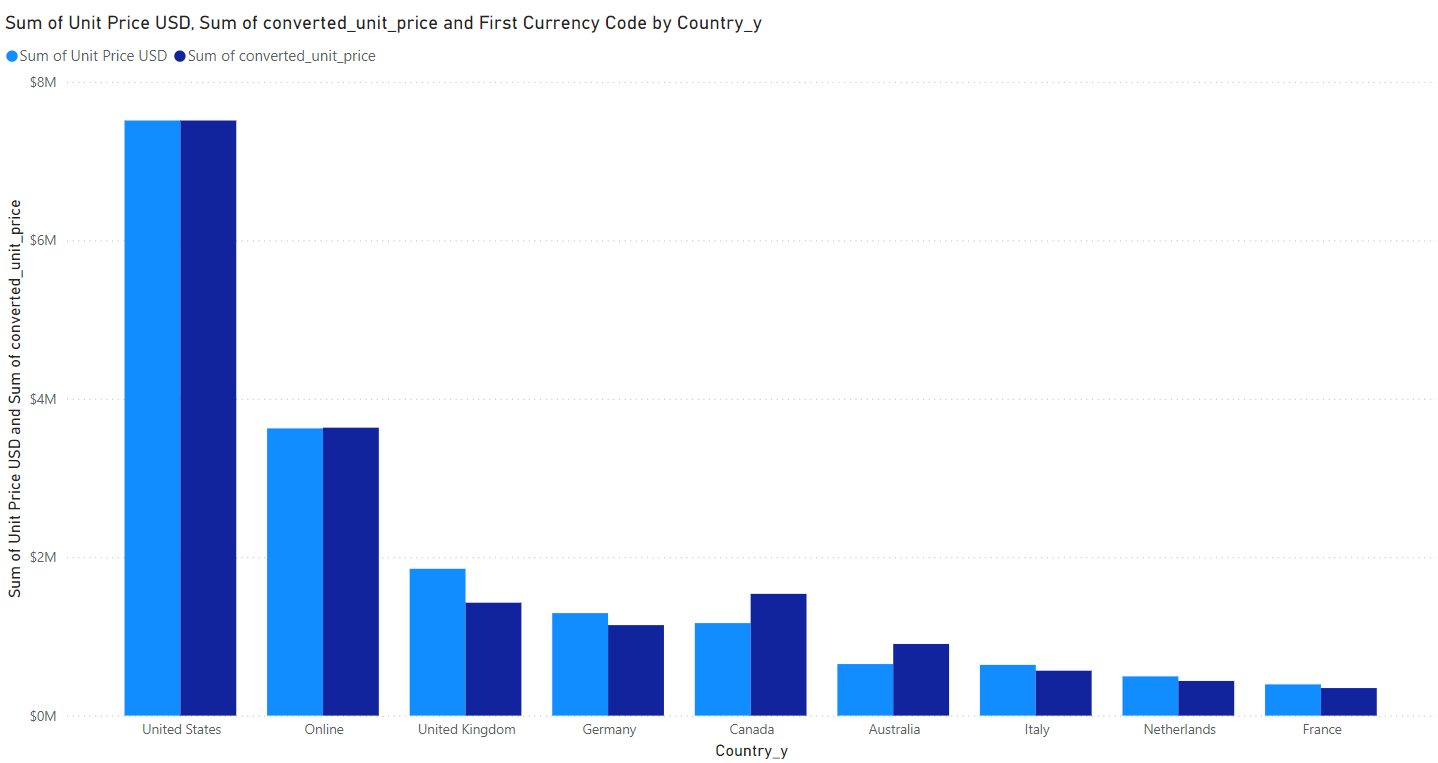 Sum of Unit Price USD, Sum of converted_unit_price and First Currency Code by Country_y
Sum of Unit Price USD Sum of converted_unit_price
Sum of Unit Price USD and Sum of converted_unit_price
$8M
$6M
$4M
$2M
$0M
United States Online United Kingdom Germany Canada Australia Italy Netherlands France
Country_y